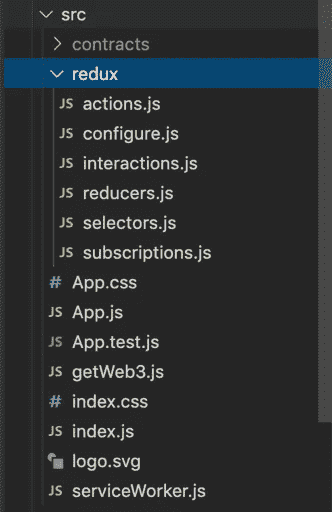 src
contracts
redux
JS actions.js
JS configure.js
JS interactions.js
JS reducers.js
JS selectors.js
JS subscriptions.js
# App.css
JS App.js
JS App.test.js
JS getWeb3.js
# index.css
JS index.js
logo.svg
JS serviceWorker.js